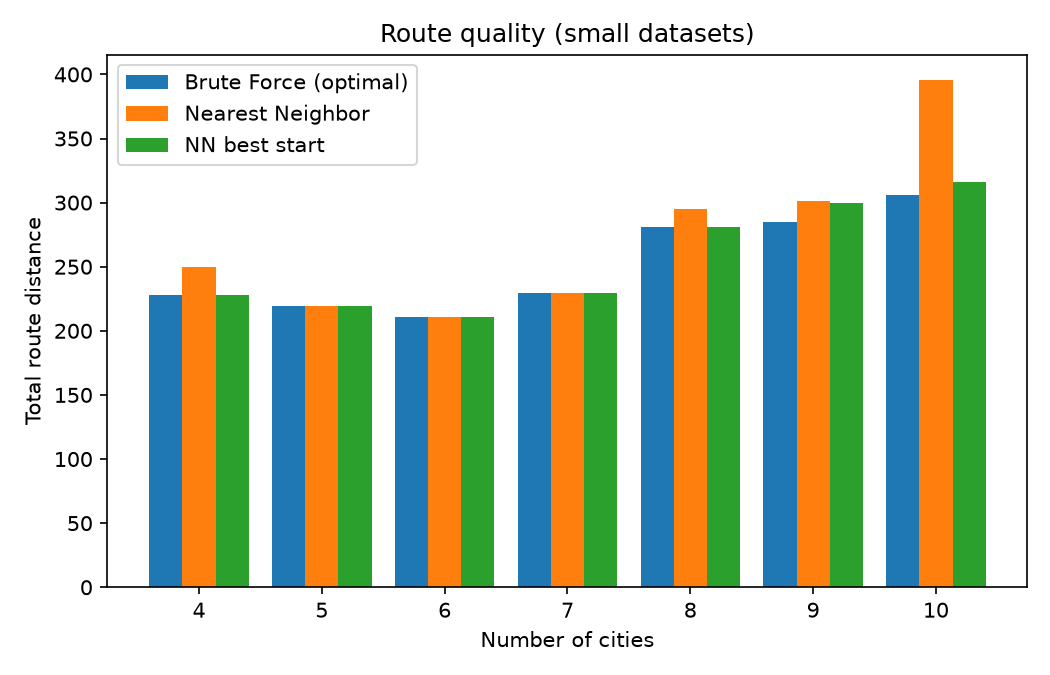 Route quality (small datasets)
Brute Force (optimal)
Nearest Neighbor
NN best start
Total route distance
400
350
300
250
200
150
100
50
0
4 5 6 7 8 9 10
Number of cities